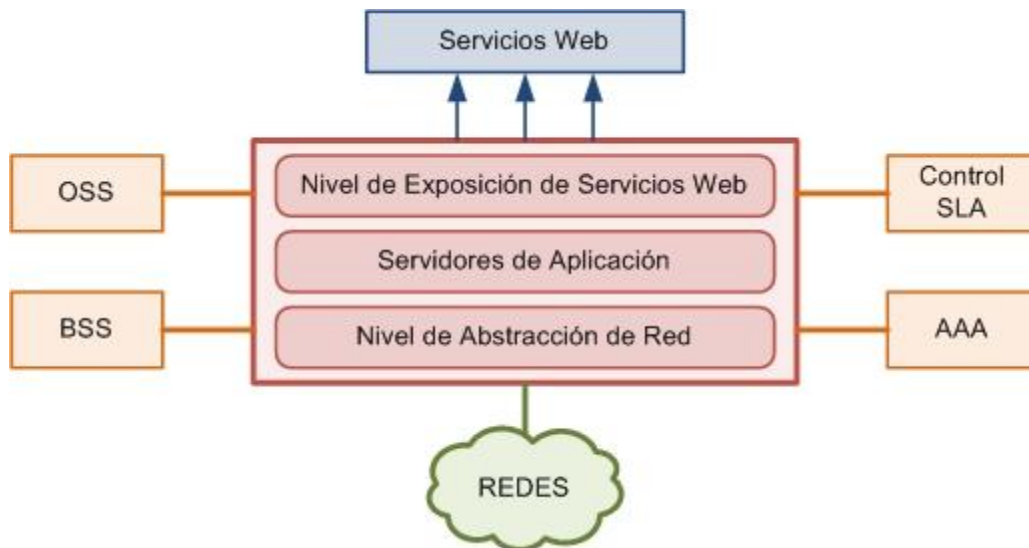 Servicios Web
OSS
Nivel de Exposición de Servicios Web
Control
SLA
Servidores de Aplicación
BSS
Nivel de Abstracción de Red
AAA
REDES